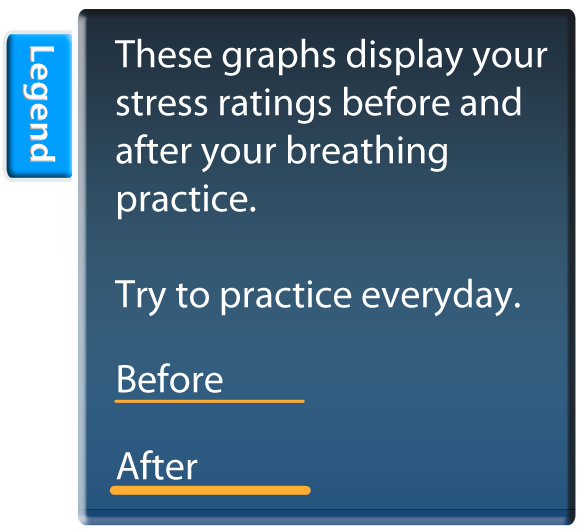 Legend
These graphs display your
stress ratings before and
after your breathing
practice.
Try to practice everyday.
Before
After